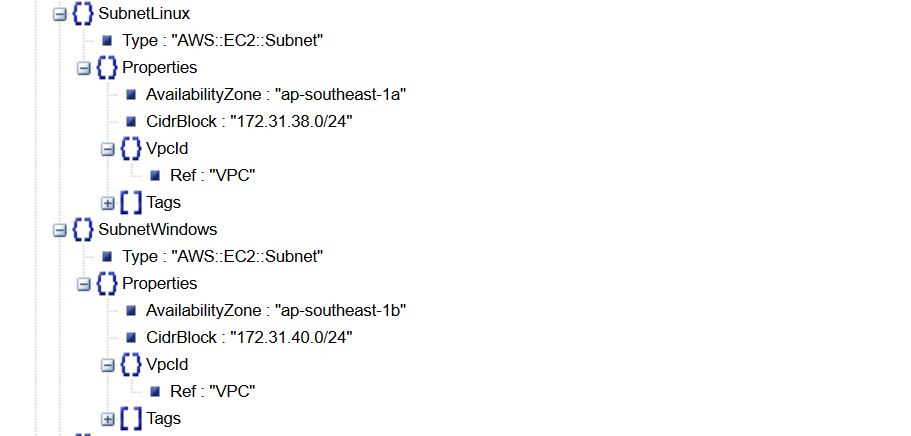 SubnetLinux
Type : "AWS::EC2::Subnet"
Properties
AvailabilityZone : "ap-southeast-1a"
CidrBlock : "172.31.38.0/24"
VpcId
Ref : "VPC"
Tags
SubnetWindows
Type : "AWS::EC2::Subnet"
Properties
AvailabilityZone : "ap-southeast-1b"
CidrBlock : "172.31.40.0/24"
VpcId
Ref : "VPC"
Tags